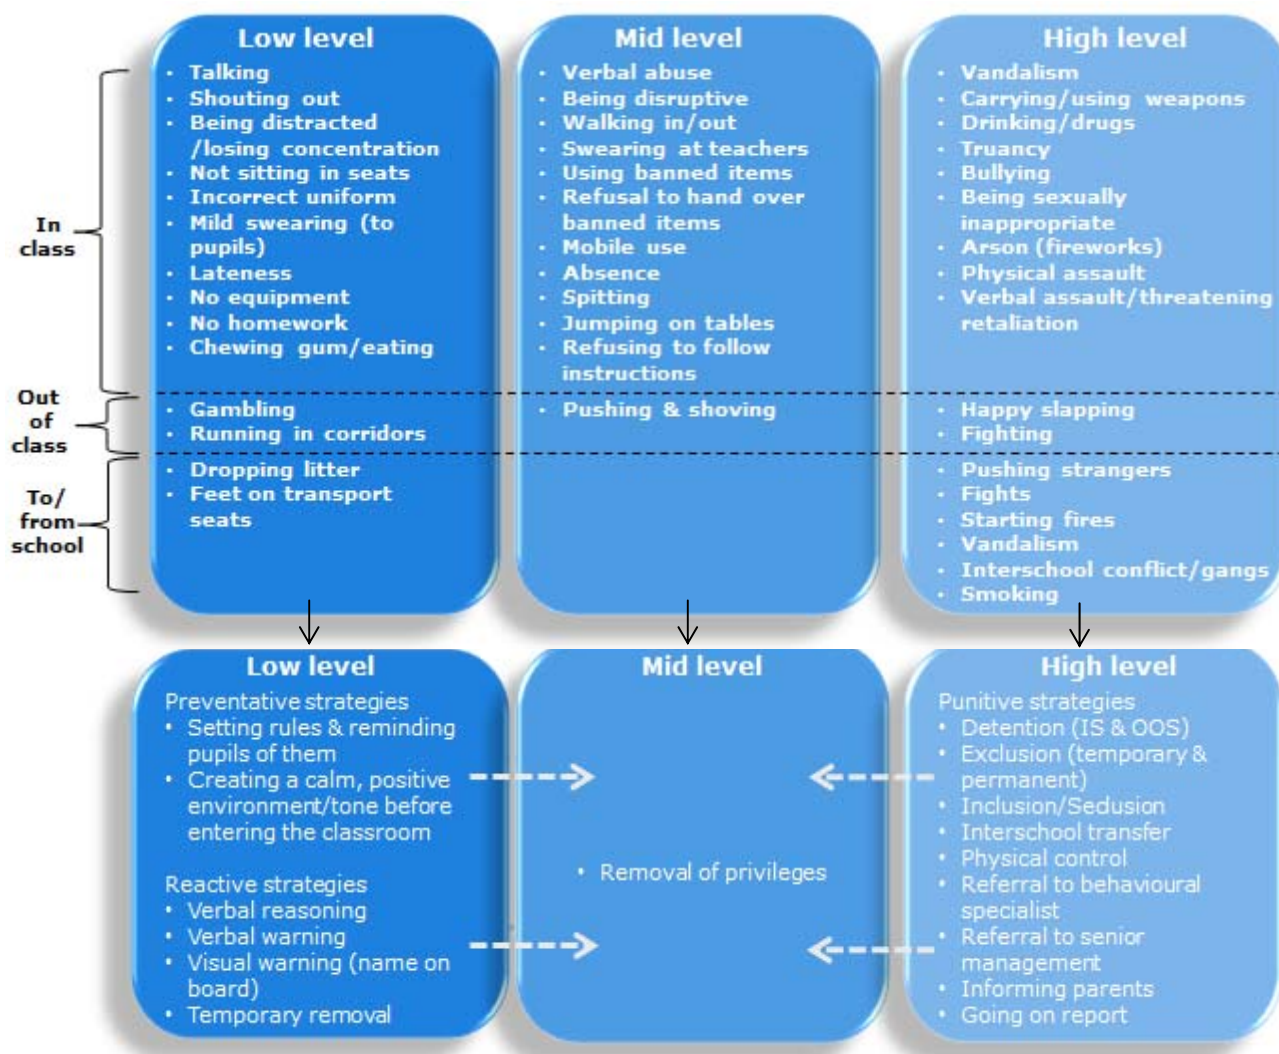 Low level
• Talking
• Shouting out
• Being distracted
/losing concentration
• Not sitting in seats
• Incorrect uniform
• Mild swearing (to
pupils)
• Lateness
• No equipment
• No homework
• Chewing gum/eating
• Gambling
• Running in corridors
• Dropping litter
• Feet on transport
seats
Mid level
• Verbal abuse
• Being disruptive
• Walking in/out
• Swearing at teachers
• Using banned items
• Refusal to hand over
banned items
• Mobile use
• Absence
• Spitting
• Jumping on tables
• Refusing to follow
instructions
• Pushing & shoving
High level
• Vandalism
• Carrying/using weapons
• Drinking/drugs
• Truancy
• Bullying
• Being sexually
inappropriate
• Arson (fireworks)
• Physical assault
• Verbal assault/threatening
retaliation
• Happy slapping
• Fighting
• Pushing strangers
• Fights
• Starting fires
• Vandalism
• Interschool conflict/gangs
• Smoking
In
class
Out
of
class
To/
from
school
Low level
Preventative strategies
• Setting rules & reminding
pupils of them
• Creating a calm, positive
environment/tone before
entering the classroom
Reactive strategies
• Verbal reasoning
• Verbal warning
• Visual warning (name on
board)
• Temporary removal
Mid level
• Removal of privileges
High level
Punitive strategies
• Detention (IS & OOS)
• Exclusion (temporary &
permanent)
• Inclusion/Sedusion
• Interschool transfer
• Physical control
• Referral to behavioural
specialist
• Referral to senior
management
• Informing parents
• Going on report